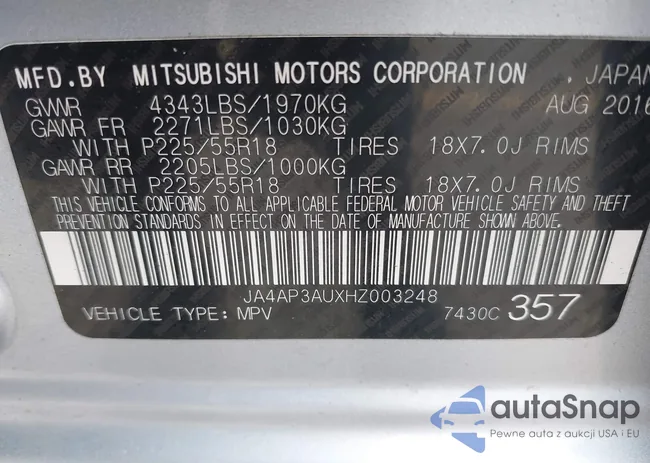 MFD.BY MITSUBISHI MOTORS CORPORATION . JAPAN
GVWR 4343LBS/1970KG AUG 2016
GAWR FR 2271LBS/1030KG
WITH P225/55R18 TIRES 18X7.0J RIMS
GAWR RR 2205LBS/1000KG
WITH P225/55R18 TIRES 18X7.0J RIMS
THIS VEHICLE CONFORMS TO ALL APPLICABLE FEDERAL MOTOR VEHICLE SAFETY AND THEFT
PREVENTION STANDARDS IN EFFECT ON THE DATE OF MANUFACTURE SHOWN ABOVE.
JA4AP3AUXHZ003248
VEHICLE TYPE: MPV 7430C 357
autaSnap
Pewne auta z aukcji USA i EU